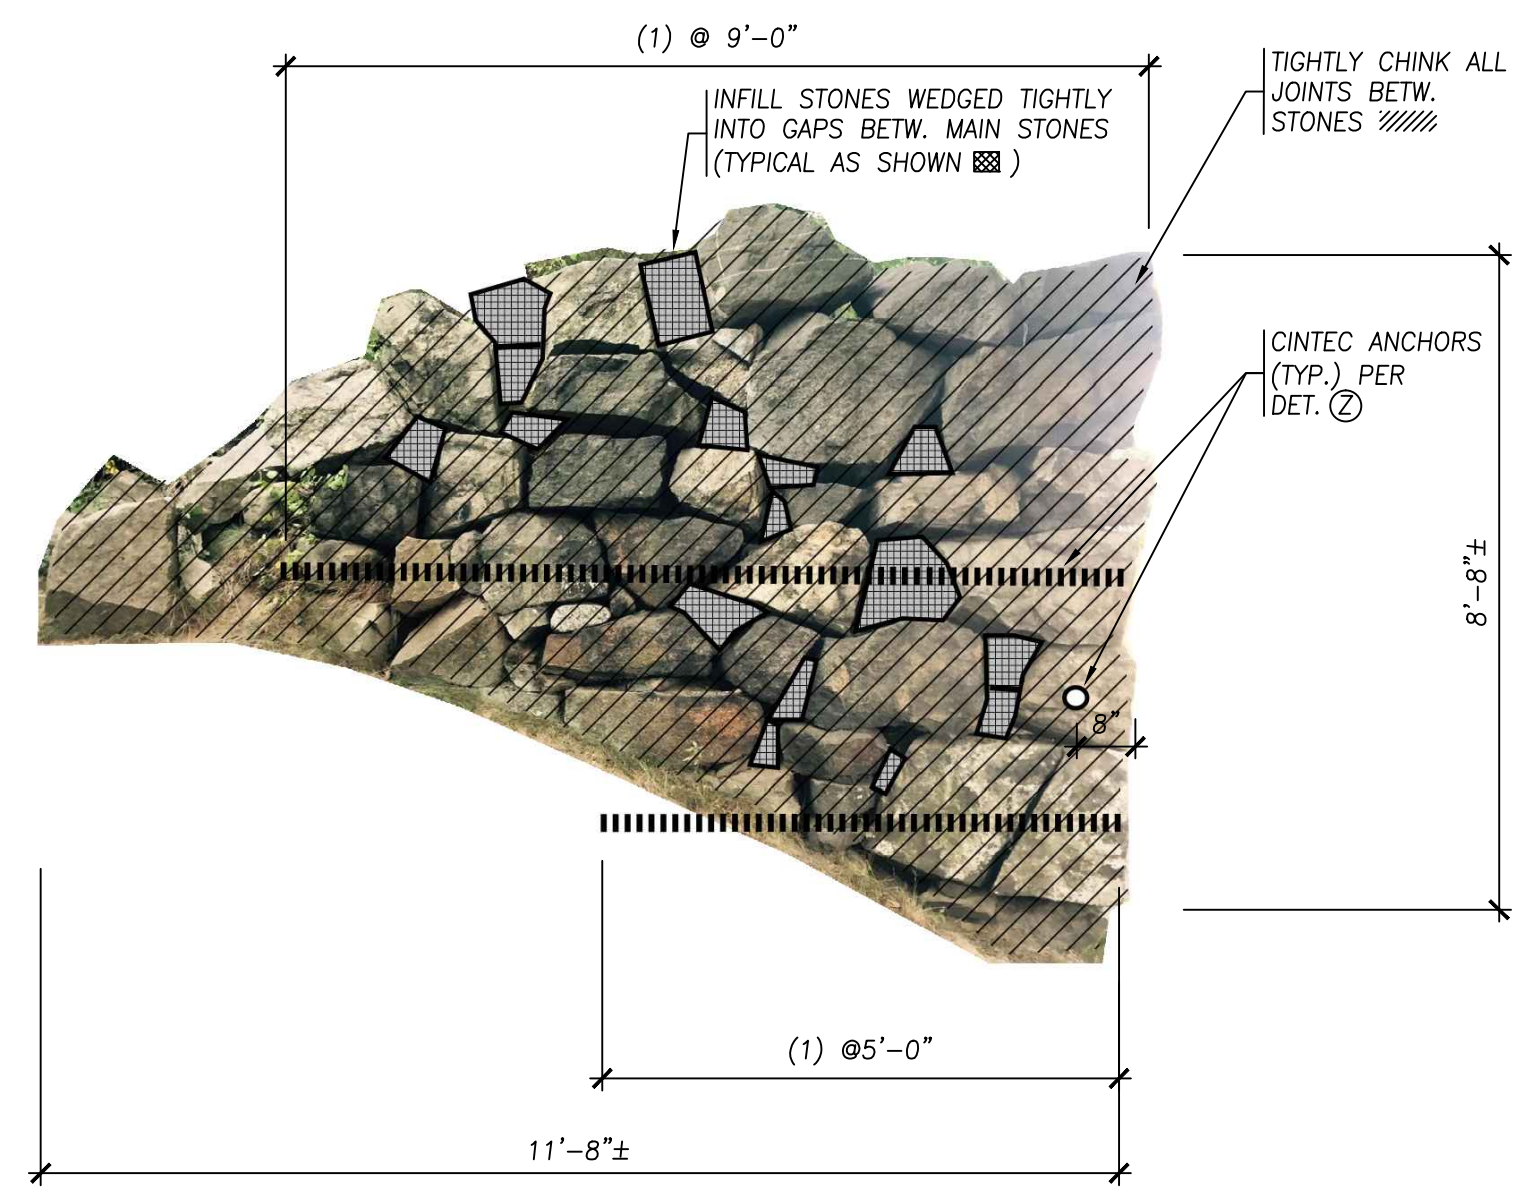 (1) @ 9'-0"
TIGHTLY CHINK ALL
JOINTS BETW.
STONES
INFILL STONES WEDGED TIGHTLY
INTO GAPS BETW. MAIN STONES
(TYPICAL AS SHOWN )
CINTEC ANCHORS
(TYP.) PER
DET. Z
8'-8"±
8"
(1) @5'-0"
11'-8"±